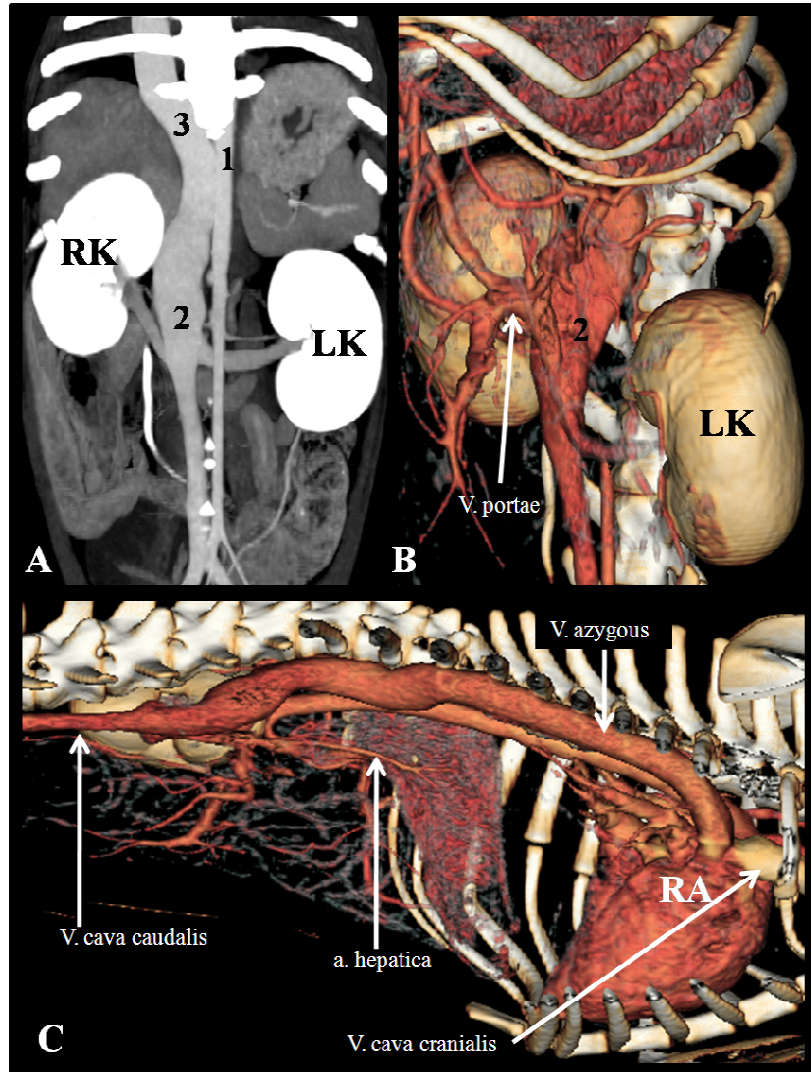 3
1
RK
2
LK
A
2
LK
V. portae
B
V. azygous
RA
V. cava caudalis
a. hepatica
V. cava cranialis
C